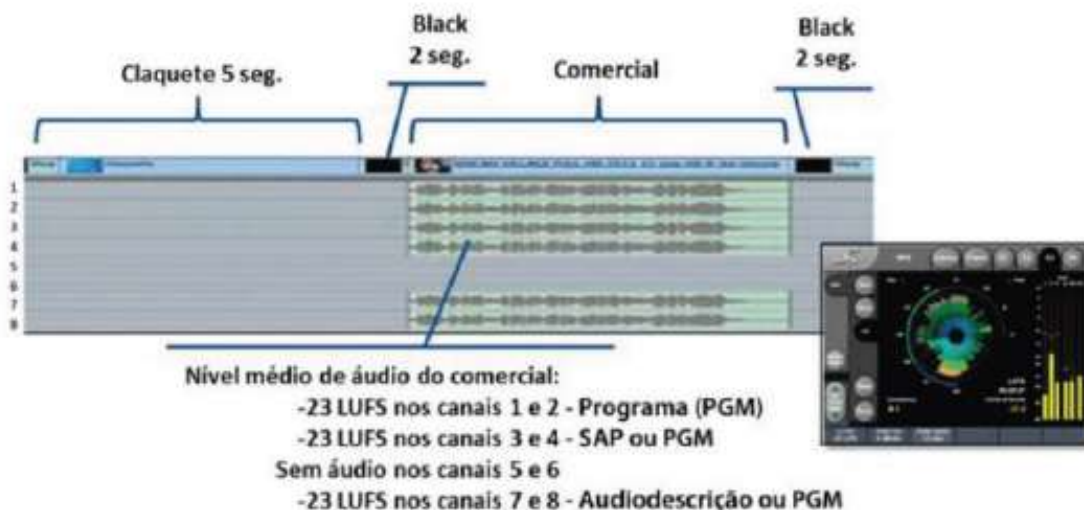 Black
2 seg.
Black
2 seg.
Claquete 5 seg.
Comercial
1
2
3
4
5
6
7
8
Nível médio de áudio do comercial:
-23 LUFS nos canais 1 e 2 - Programa (PGM)
-23 LUFS nos canais 3 e 4 - SAP ou PGM
Sem áudio nos canais 5 e 6
-23 LUFS nos canais 7 e 8 - Audiodescrição ou PGM